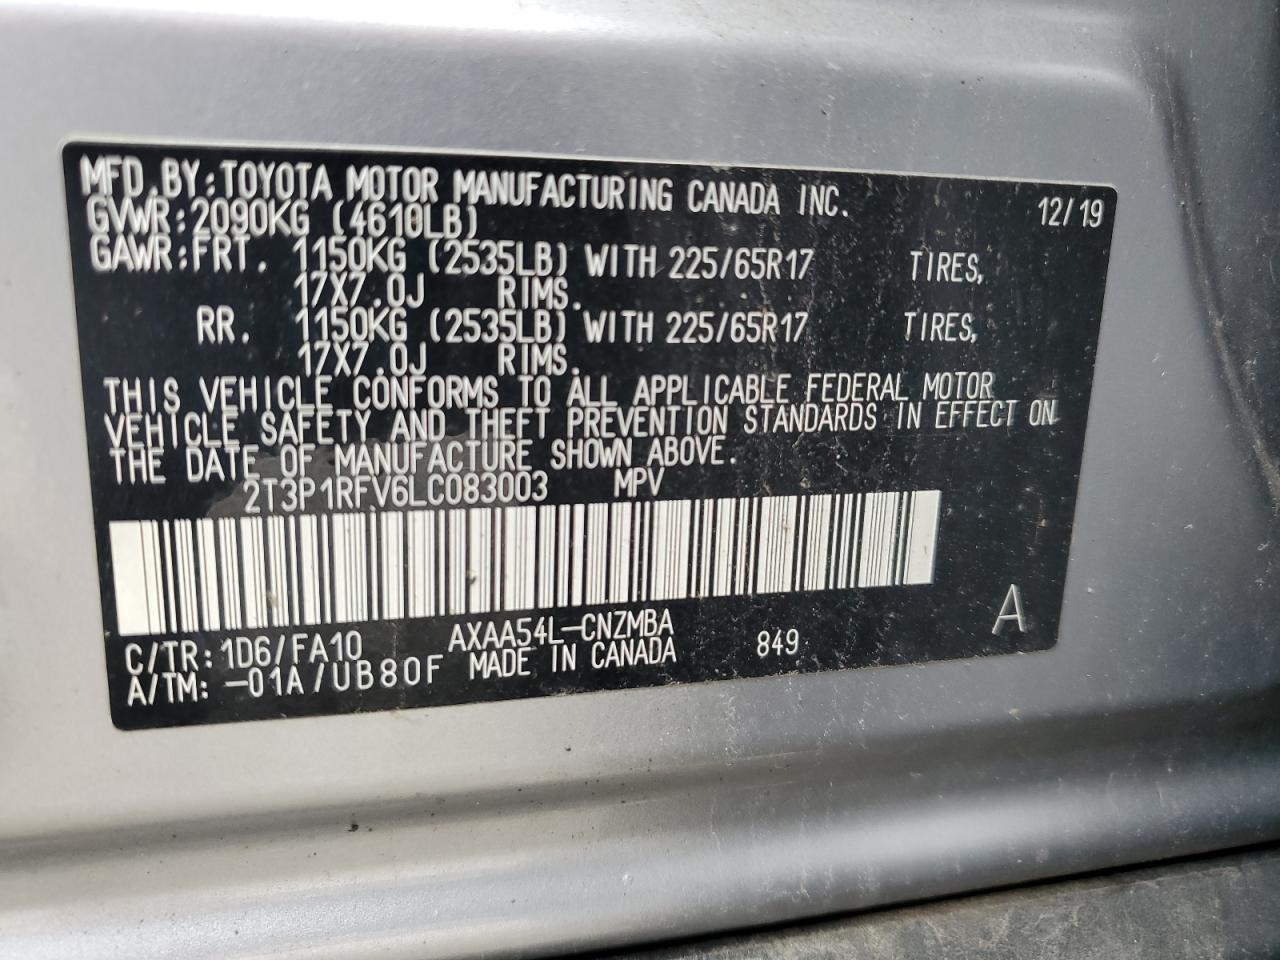 MFD.BY:TOYOTA MOTOR MANUFACTURING CANADA INC. 12/19
GVWR:2090KG (4610LB)
GAWR:FRT. 1150KG (2535LB) WITH 225/65R17 TIRES,
17X7.0J RIMS.
RR. 1150KG (2535LB) WITH 225/65R17 TIRES,
17X7.0J RIMS.
THIS VEHICLE CONFORMS TO ALL APPLICABLE FEDERAL MOTOR
VEHICLE SAFETY AND THEFT PREVENTION STANDARDS IN EFFECT ON
THE DATE OF MANUFACTURE SHOWN ABOVE.
2T3P1RFV6LC083003 MPV
C/TR: 1D6/FA10 AXAA54L-CNZMBA 849 A
A/TM: -01A/UB80F MADE IN CANADA